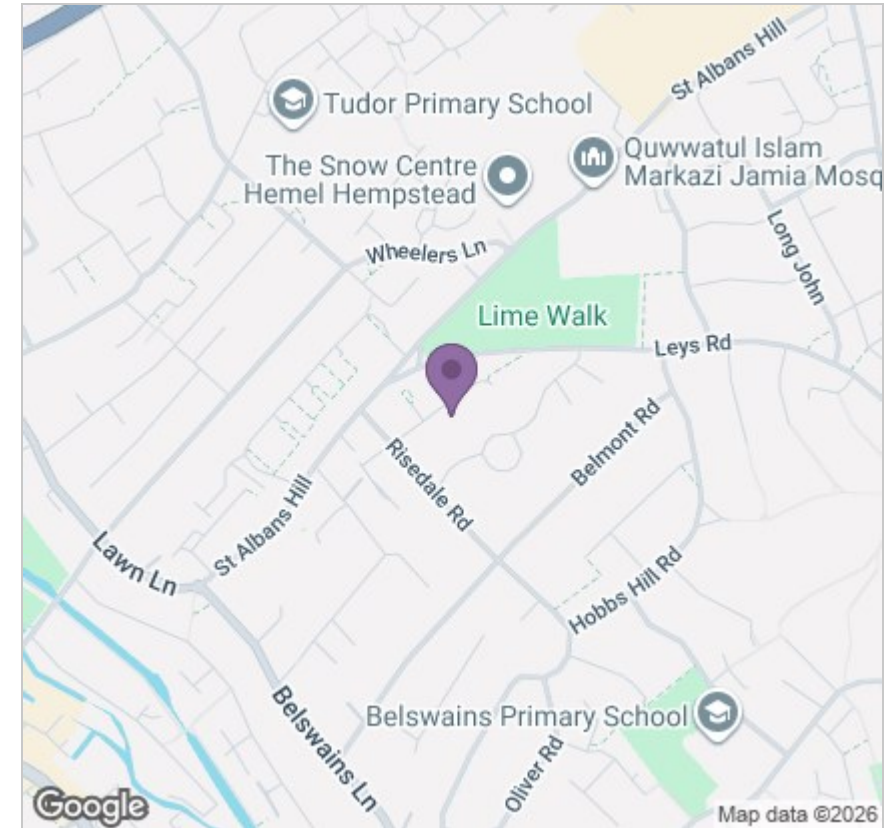 St Albans Hill
Tudor Primary School
The Snow Centre
Hemel Hempstead
Quwwatul Islam
Markazi Jamia Mosq
Wheelers Ln
Long John
Lime Walk
Leys Rd
Risedale Rd
Belmont Rd
St Albans Hill
Lawn Ln
Hobbs Hill Rd
Belswains Ln
Belswains Primary School
Oliver Rd
Google
Map data ©2026